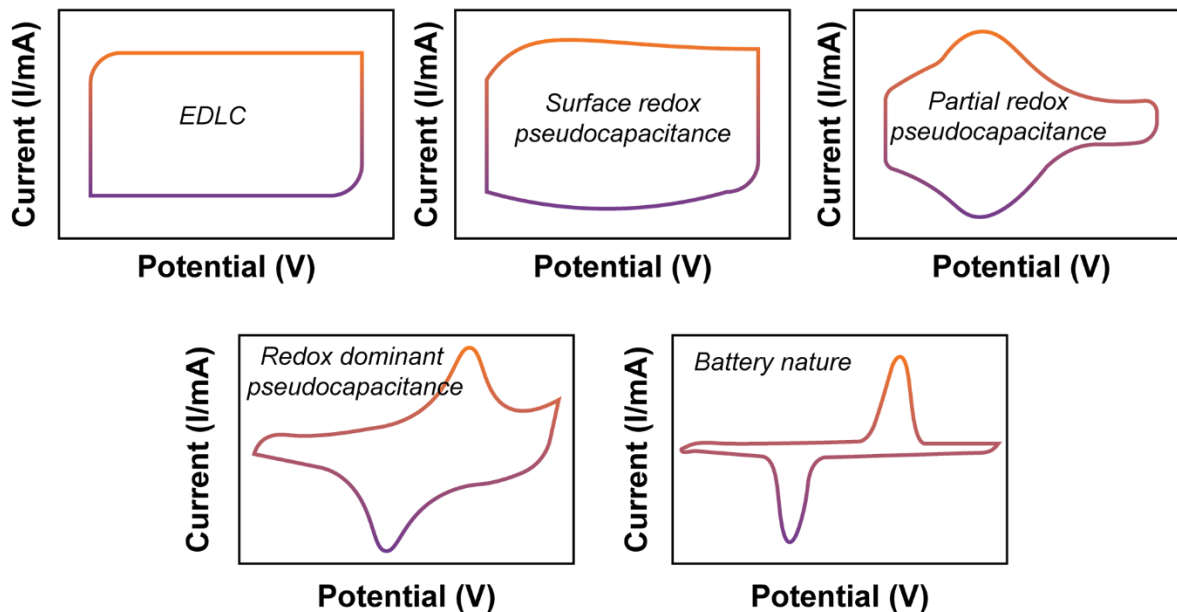 Current (I/mA)
EDLC
Potential (V)
Current (I/mA)
Surface redox
pseudocapacitance
Potential (V)
Current (I/mA)
Partial redox
pseudocapacitance
Potential (V)
Current (I/mA)
Redox dominant
pseudocapacitance
Potential (V)
Current (I/mA)
Battery nature
Potential (V)